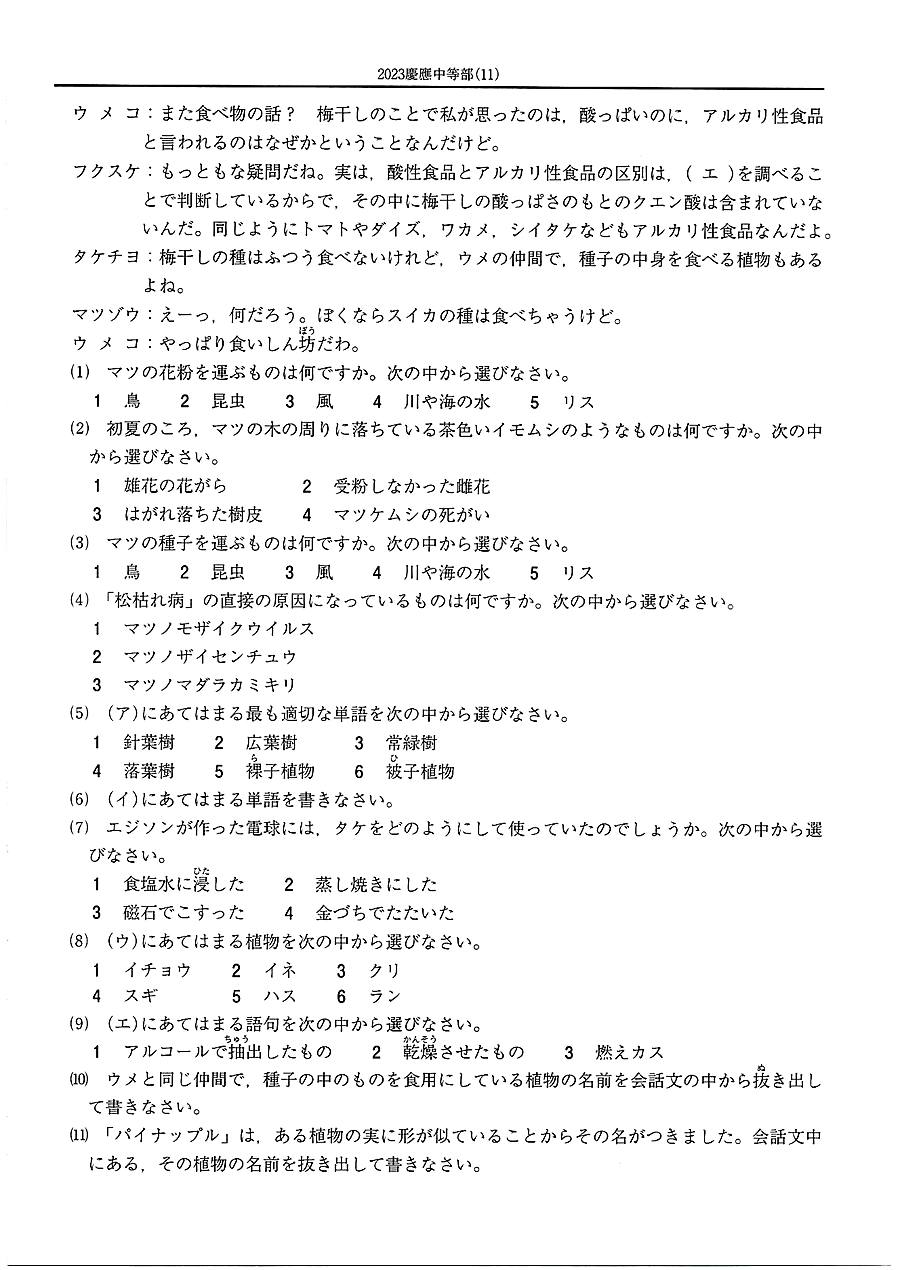 2023慶應中等部(11)
ウ メ コ：また食べ物の話？　梅干しのことで私が思ったのは，酸っぱいのに，アルカリ性食品
と言われるのはなぜかということなんだけど。
フクスケ：もっともな疑問だね。実は，酸性食品とアルカリ性食品の区別は，(　エ　)を調べるこ
とで判断しているからで，その中に梅干しの酸っぱさのもとのクエン酸は含まれていな
いんだ。同じようにトマトやダイズ，ワカメ，シイタケなどもアルカリ性食品なんだよ。
タケチヨ：梅干しの種はふつう食べないけれど，ウメの仲間で，種子の中身を食べる植物もある
よね。
マツゾウ：えーっ，何だろう。ぼくならスイカの種は食べちゃうけど。
ウ メ コ：やっぱり食いしん坊だわ。
(1)　マツの花粉を運ぶものは何ですか。次の中から選びなさい。
1　鳥　　2　昆虫　　3　風　　4　川や海の水　　5　リス
(2)　初夏のころ，マツの木の周りに落ちている茶色いイモムシのようなものは何ですか。次の中
から選びなさい。
1　雄花の花がら　　2　受粉しなかった雌花
3　はがれ落ちた樹皮　　4　マツケムシの死がい
(3)　マツの種子を運ぶものは何ですか。次の中から選びなさい。
1　鳥　　2　昆虫　　3　風　　4　川や海の水　　5　リス
(4)　「松枯れ病」の直接の原因になっているものは何ですか。次の中から選びなさい。
1　マツノモザイクウイルス
2　マツノザイセンチュウ
3　マツノマダラカミキリ
(5)　(ア)にあてはまる最も適切な単語を次の中から選びなさい。
1　針葉樹　　2　広葉樹　　3　常緑樹
4　落葉樹　　5　裸子植物　　6　被子植物
(6)　(イ)にあてはまる単語を書きなさい。
(7)　エジソンが作った電球には，タケをどのようにして使っていたのでしょうか。次の中から選
びなさい。
1　食塩水に浸した　　2　蒸し焼きにした
3　磁石でこすった　　4　金づちでたたいた
(8)　(ウ)にあてはまる植物を次の中から選びなさい。
1　イチョウ　　2　イネ　　3　クリ
4　スギ　　5　ハス　　6　ラン
(9)　(エ)にあてはまる語句を次の中から選びなさい。
1　アルコールで抽出したもの　　2　乾燥させたもの　　3　燃えカス
(10)　ウメと同じ仲間で，種子の中のものを食用にしている植物の名前を会話文の中から抜き出し
て書きなさい。
(11)　「パイナップル」は，ある植物の実に形が似ていることからその名がつきました。会話文中
にある，その植物の名前を抜き出して書きなさい。